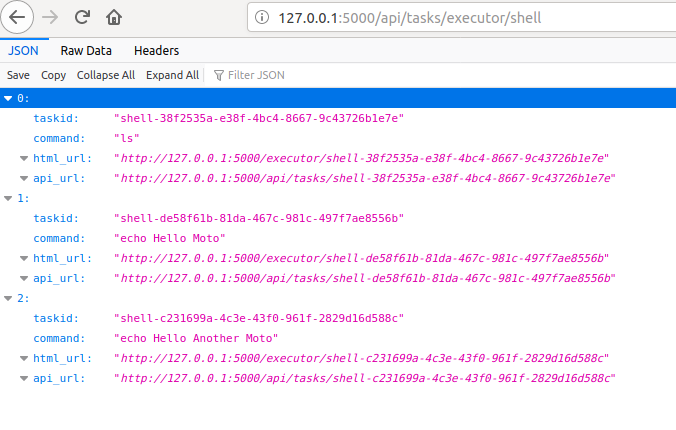 127.0.0.1:5000/api/tasks/executor/shell
JSON Raw Data Headers
Save Copy Collapse All Expand All Filter JSON
0:
taskid: "shell-38f2535a-e38f-4bc4-8667-9c43726b1e7e"
command: "ls"
html_url: "http://127.0.0.1:5000/executor/shell-38f2535a-e38f-4bc4-8667-9c43726b1e7e"
api_url: "http://127.0.0.1:5000/api/tasks/shell-38f2535a-e38f-4bc4-8667-9c43726b1e7e"
1:
taskid: "shell-de58f61b-81da-467c-981c-497f7ae8556b"
command: "echo Hello Moto"
html_url: "http://127.0.0.1:5000/executor/shell-de58f61b-81da-467c-981c-497f7ae8556b"
api_url: "http://127.0.0.1:5000/api/tasks/shell-de58f61b-81da-467c-981c-497f7ae8556b"
2:
taskid: "shell-c231699a-4c3e-43f0-961f-2829d16d588c"
command: "echo Hello Another Moto"
html_url: "http://127.0.0.1:5000/executor/shell-c231699a-4c3e-43f0-961f-2829d16d588c"
api_url: "http://127.0.0.1:5000/api/tasks/shell-c231699a-4c3e-43f0-961f-2829d16d588c"